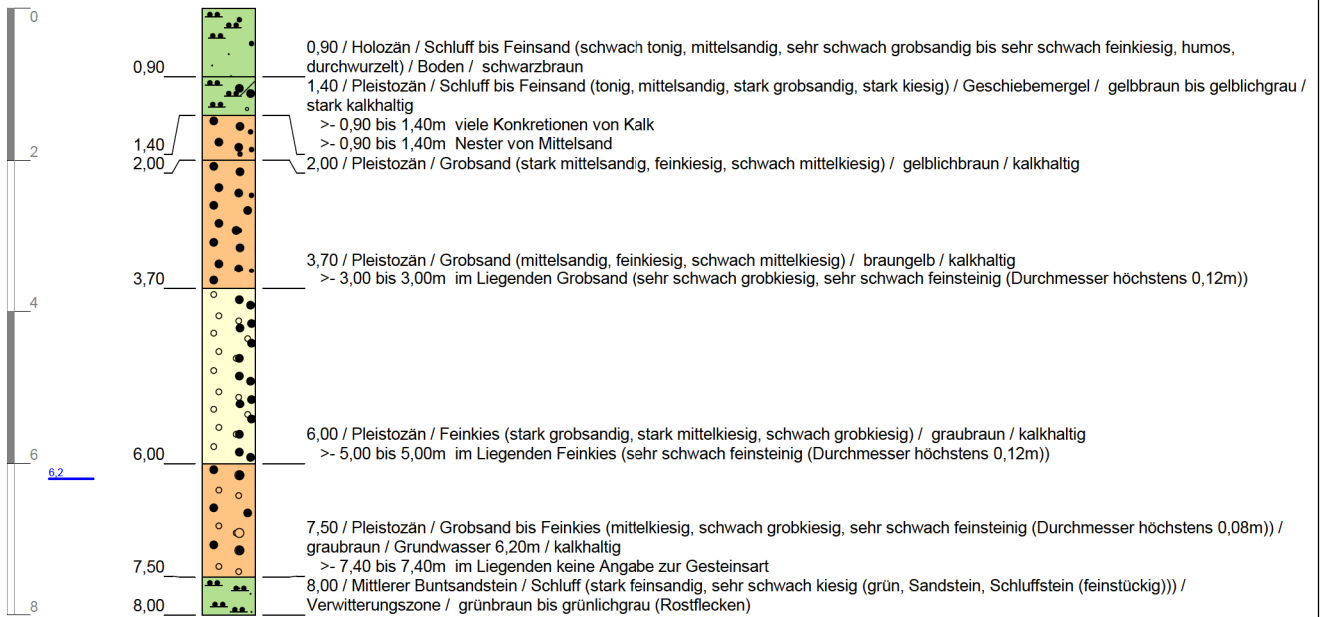 0
0,90 / Holozän / Schluff bis Feinsand (schwach tonig, mittelsandig, sehr schwach grobsandig bis sehr schwach feinkiesig, humos,
durchwurzelt) / Boden / schwarzbraun
0,90
1,40 / Pleistozän / Schluff bis Feinsand (tonig, mittelsandig, stark grobsandig, stark kiesig) / Geschiebemergel / gelbbraun bis gelblichgrau /
stark kalkhaltig
>- 0,90 bis 1,40m viele Konkretionen von Kalk
>- 0,90 bis 1,40m Nester von Mittelsand
1,40
2
2,00
2,00 / Pleistozän / Grobsand (stark mittelsandig, feinkiesig, schwach mittelkiesig) / gelblichbraun / kalkhaltig
3,70 / Pleistozän / Grobsand (mittelsandig, feinkiesig, schwach mittelkiesig) / braungelb / kalkhaltig
>- 3,00 bis 3,00m im Liegenden Grobsand (sehr schwach grobkiesig, sehr schwach feinsteinig (Durchmesser höchstens 0,12m))
3,70
4
6,00 / Pleistozän / Feinkies (stark grobsandig, stark mittelkiesig, schwach grobkiesig) / graubraun / kalkhaltig
>- 5,00 bis 5,00m im Liegenden Feinkies (sehr schwach feinsteinig (Durchmesser höchstens 0,12m))
6
6,00
6,2
7,50 / Pleistozän / Grobsand bis Feinkies (mittelkiesig, schwach grobkiesig, sehr schwach feinsteinig (Durchmesser höchstens 0,08m)) /
graubraun / Grundwasser 6,20m / kalkhaltig
>- 7,40 bis 7,40m im Liegenden keine Angabe zur Gesteinsart
7,50
8,00 / Mittlerer Buntsandstein / Schluff (stark feinsandig, sehr schwach kiesig (grün, Sandstein, Schluffstein (feinstückig))) /
Verwitterungszone / grünbraun bis grünlichgrau (Rostflecken)
8
8,00